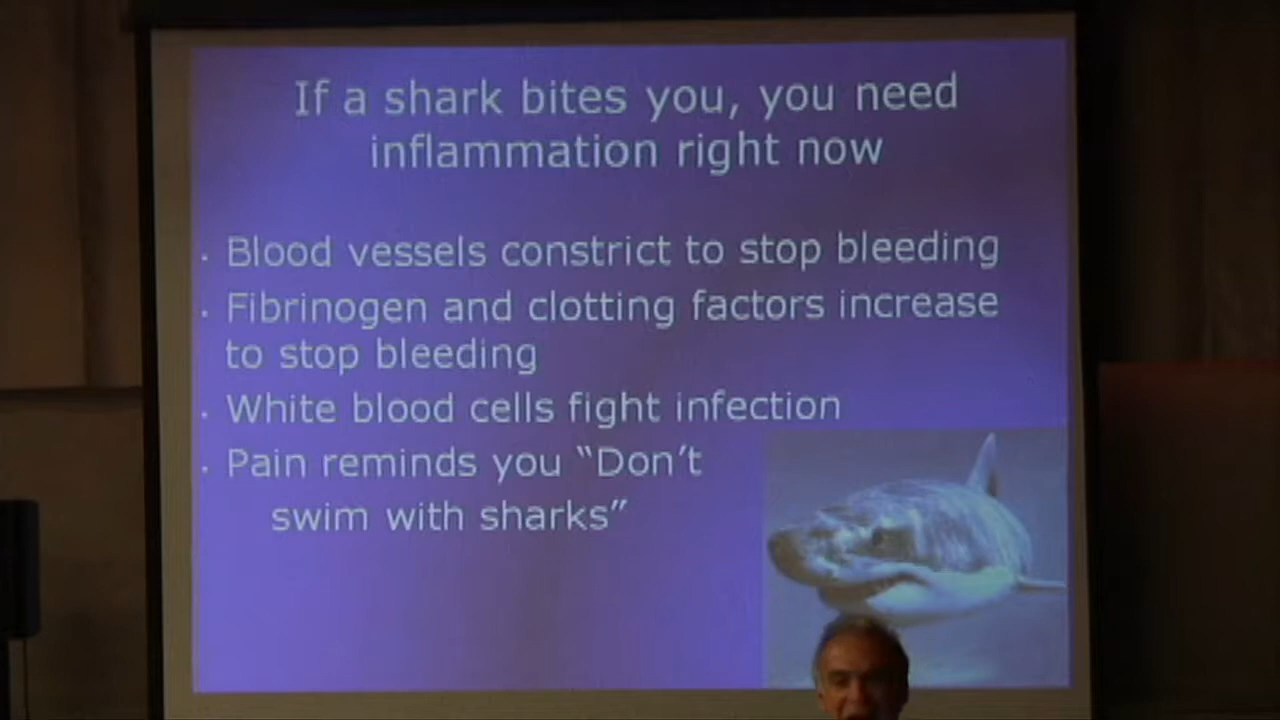 If a shark bites you, you need
inflammation right now
· Blood vessels constrict to stop bleeding
· Fibrinogen and clotting factors increase
to stop bleeding
· White blood cells fight infection
· Pain reminds you “Don’t
swim with sharks”